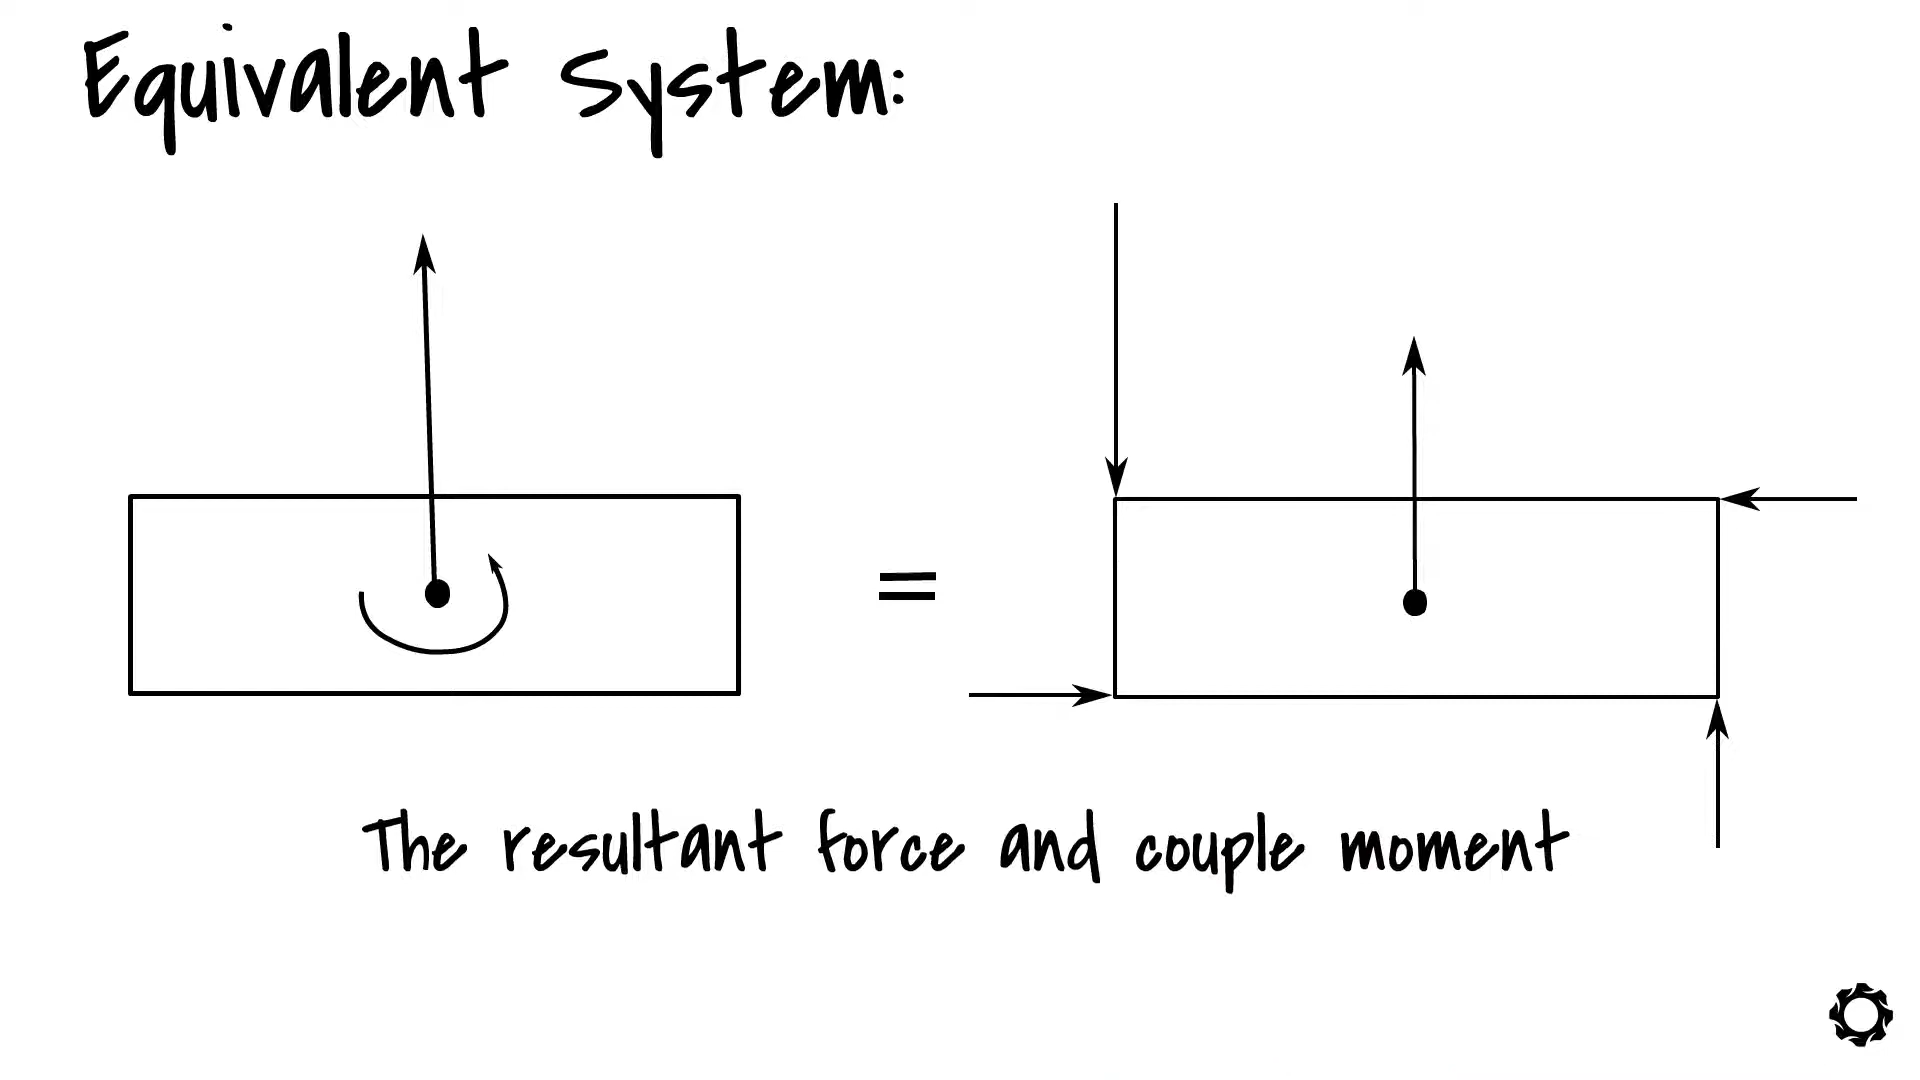 Equivalent System:
=
The resultant force and couple moment